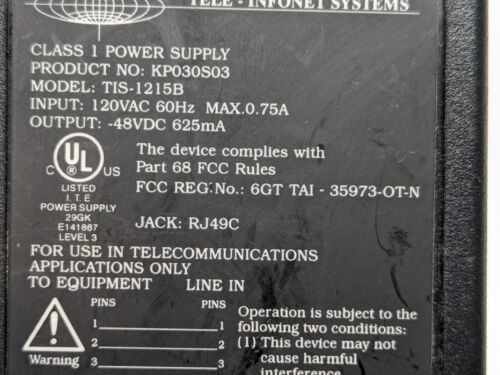 TELE - INFONET SYSTEMS
CLASS 1 POWER SUPPLY
PRODUCT NO: KP030S03
MODEL: TIS-1215B
INPUT: 120VAC 60Hz MAX.0.75A
OUTPUT: -48VDC 625mA
C UL ® US
LISTED
I.T.E
POWER SUPPLY
29GK
E141867
LEVEL 3
The device complies with
Part 68 FCC Rules
FCC REG.No.: 6GT TAI - 35973-OT-N
JACK: RJ49C
FOR USE IN TELECOMMUNICATIONS
APPLICATIONS ONLY
TO EQUIPMENT LINE IN
PINS PINS
1 1
2 2
3 3
Warning
Operation is subject to the
following two conditions:
(1) This device may not
cause harmful
interference.